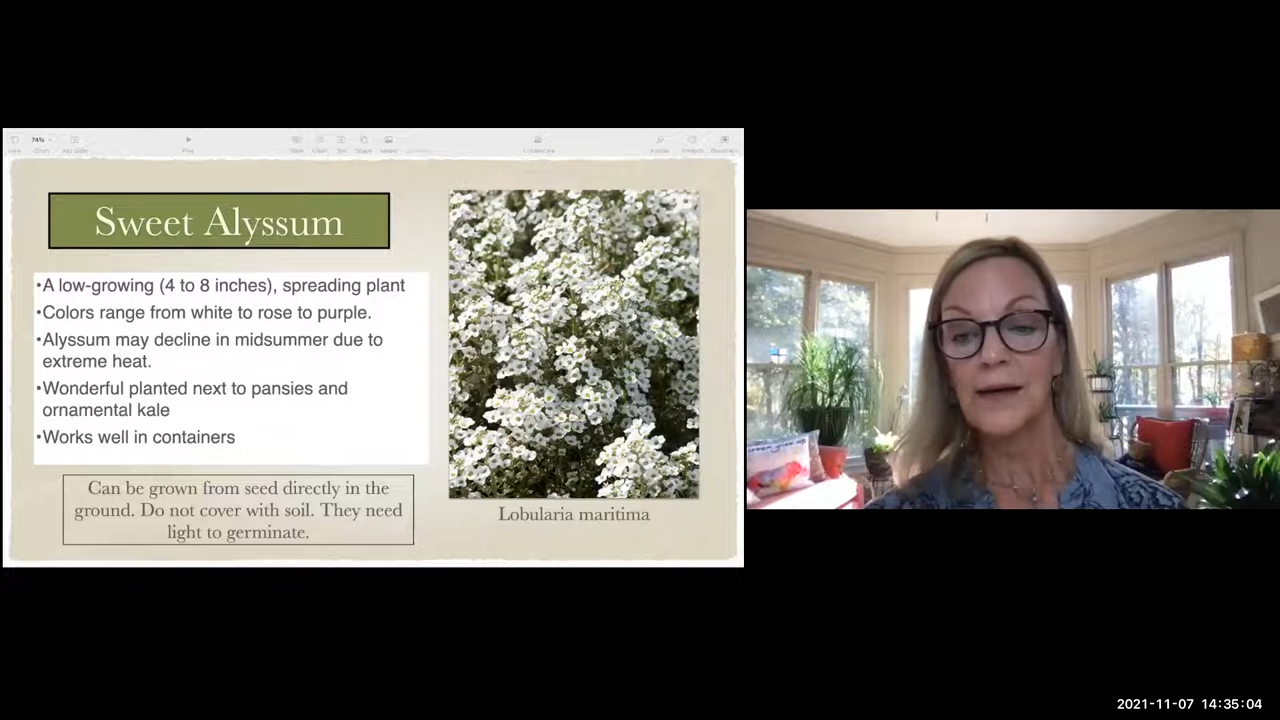 74%
Play
Sweet Alyssum
•A low-growing (4 to 8 inches), spreading plant
•Colors range from white to rose to purple.
•Alyssum may decline in midsummer due to
extreme heat.
•Wonderful planted next to pansies and
ornamental kale
•Works well in containers
Can be grown from seed directly in the
ground. Do not cover with soil. They need
light to germinate.
Lobularia maritima
2021-11-07 14:35:04